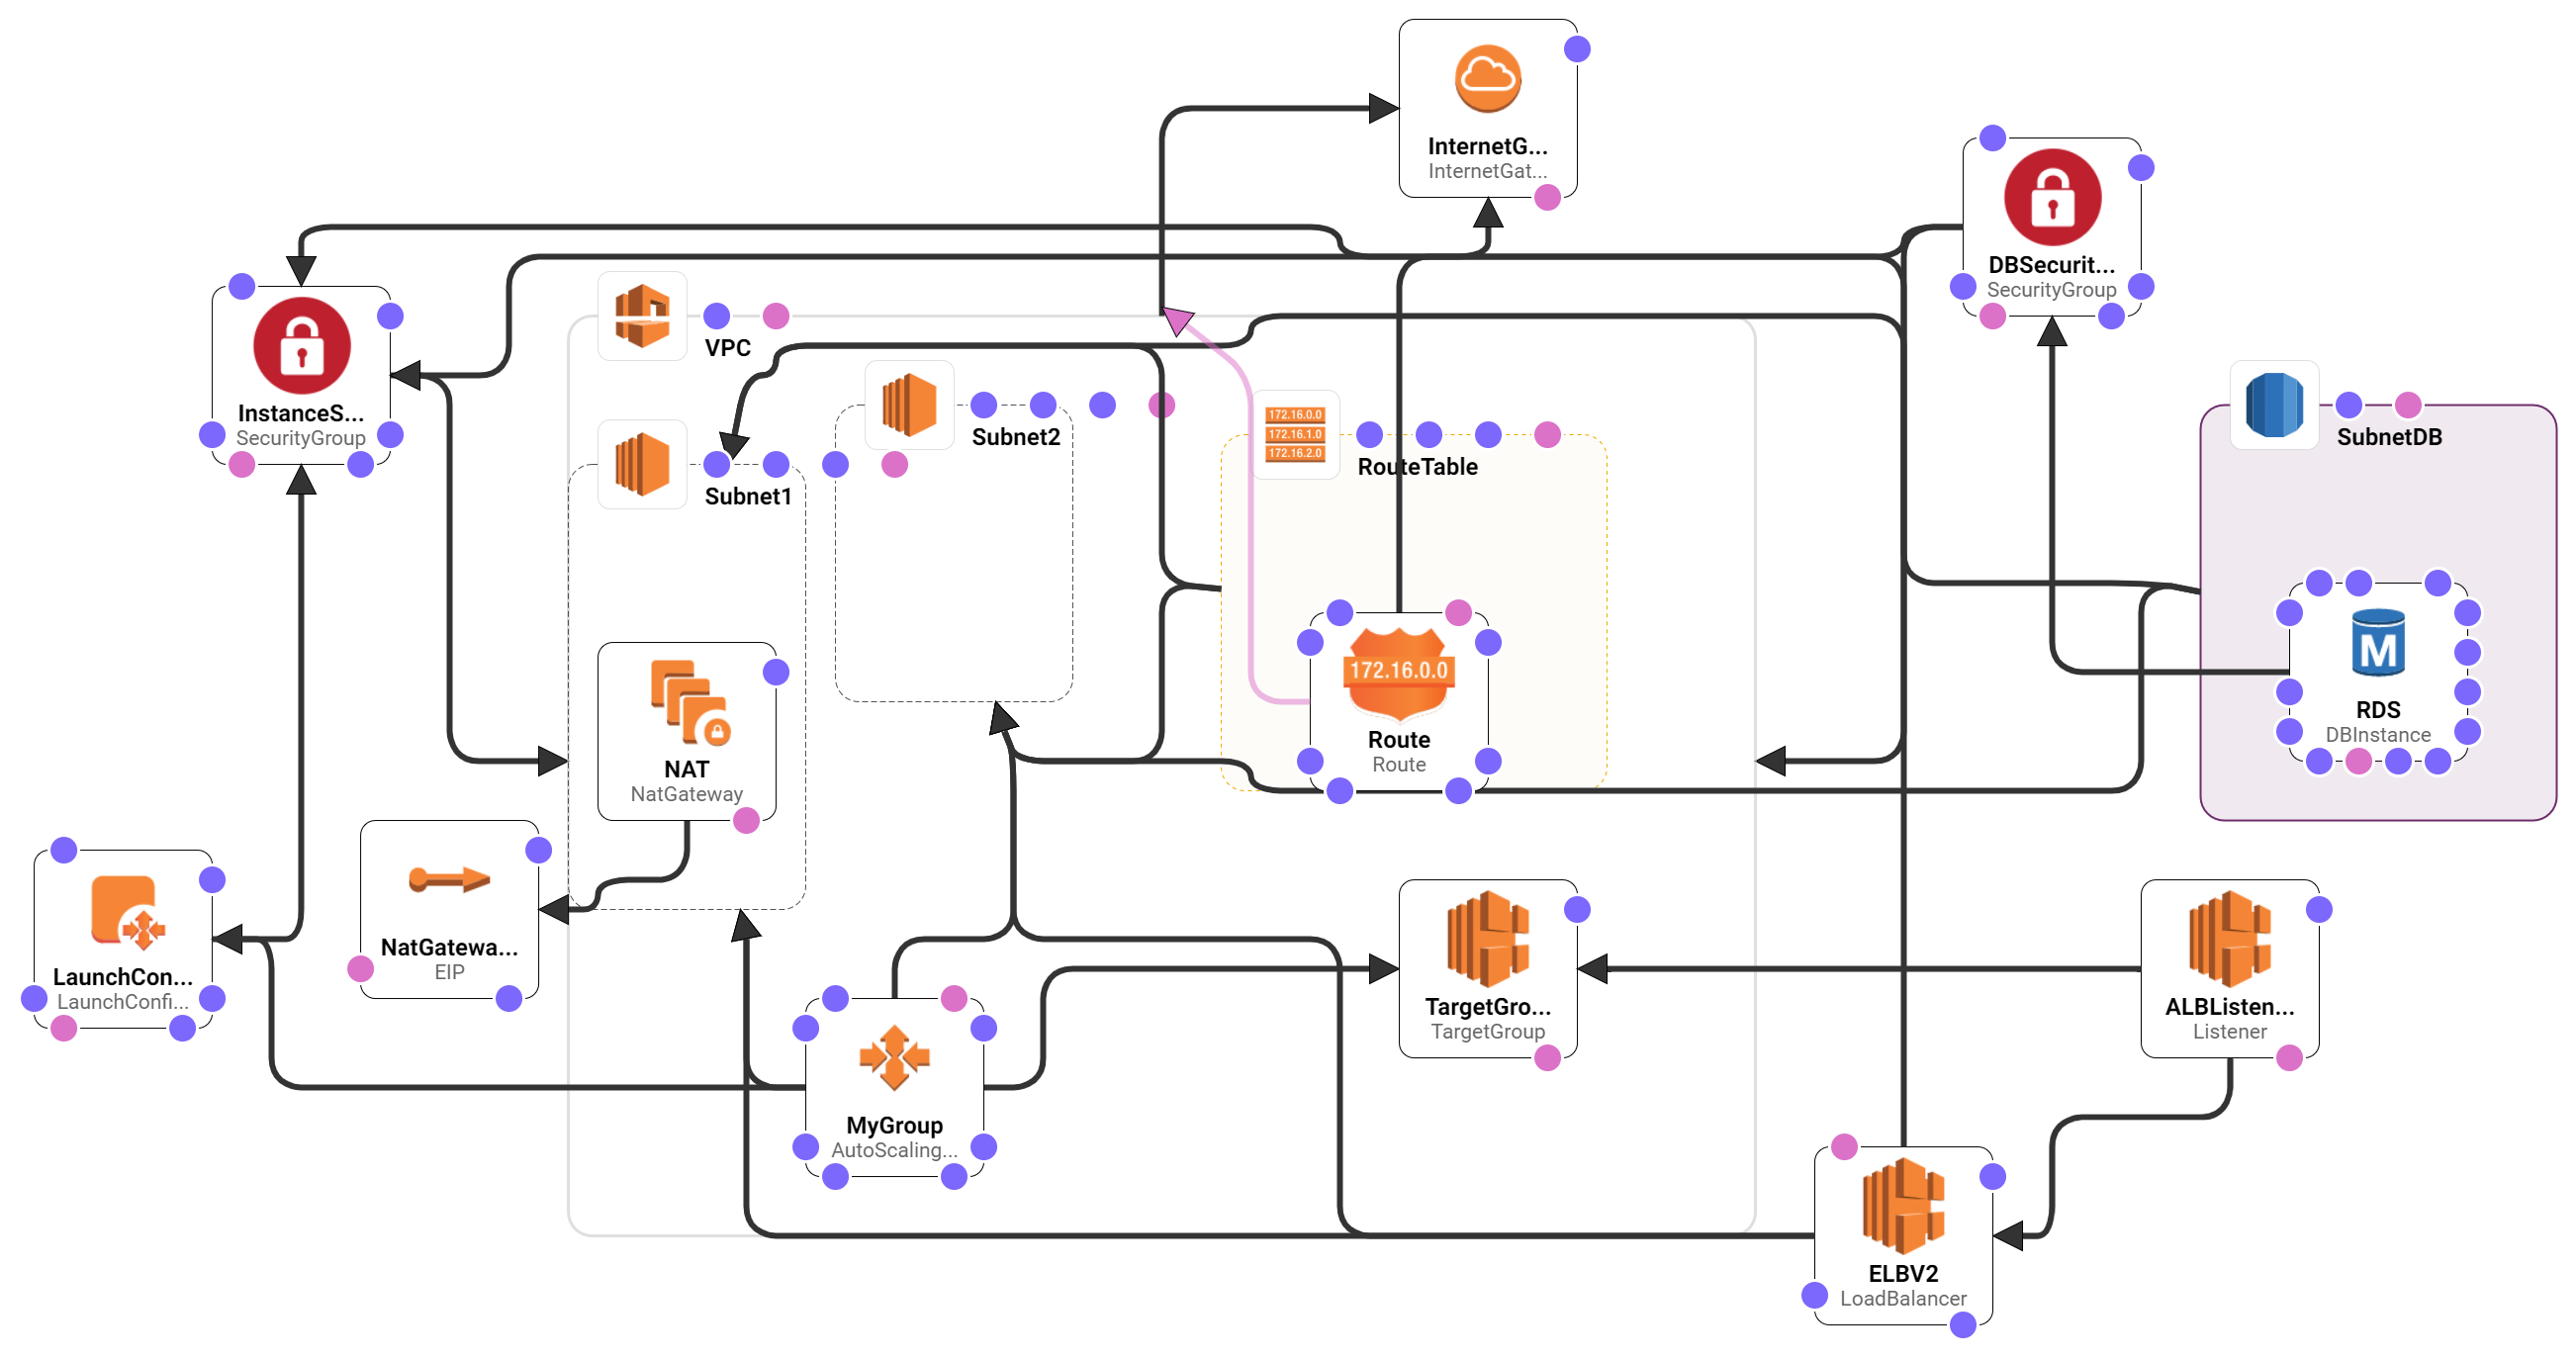 InternetG...
InternetGat...
DBSecurit...
SecurityGroup
VPC
InstanceS...
SecurityGroup
Subnet2
172.16.0.0
172.16.1.0
172.16.2.0
RouteTable
SubnetDB
Subnet1
172.16.0.0
Route
Route
M
RDS
DBInstance
NAT
NatGateway
LaunchCon...
LaunchConfi...
NatGatewa...
EIP
TargetGro...
TargetGroup
ALBListen...
Listener
MyGroup
AutoScaling...
ELBV2
LoadBalancer